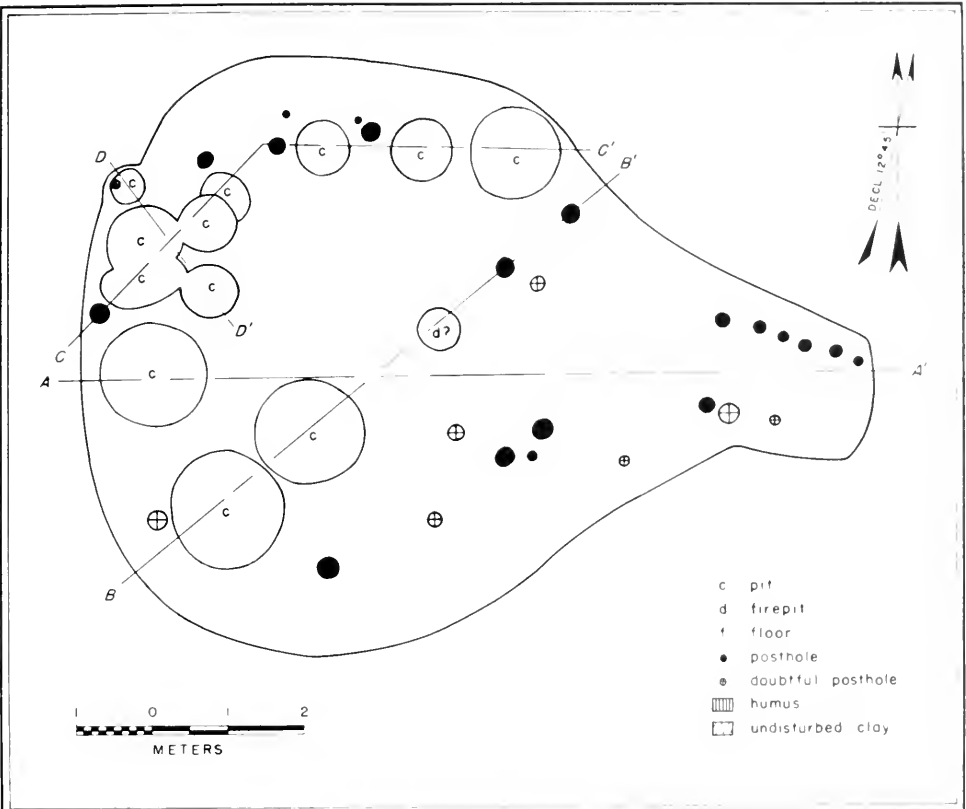 DECL 12°45'
D
c
c
c
c
C'
B'
c
c
c
c
c
D'
d?
C
A
c
A'
c
c
B
c pit
d firepit
f floor
posthole
doubtful posthole
humus
undisturbed clay
1 0 1 2
METERS